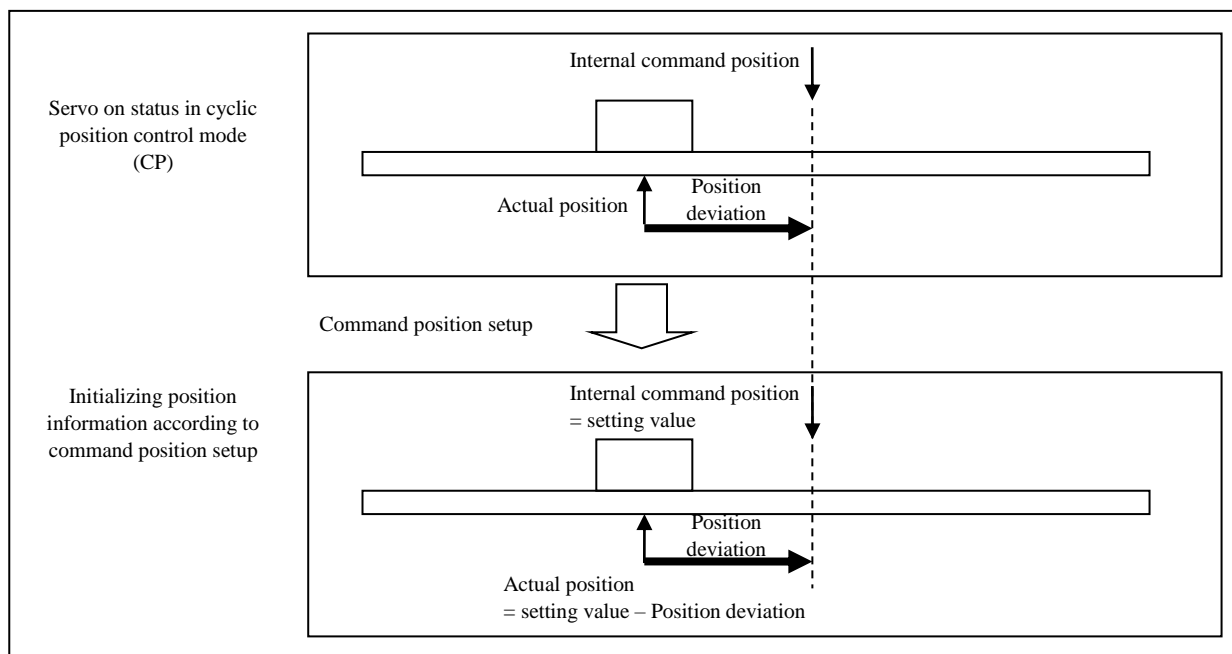 Servo on status in cyclic
position control mode
(CP)
Internal command position
Actual position
Position
deviation
Command position setup
Initializing position
information according to
command position setup
Internal command position
= setting value
Position
deviation
Actual position
= setting value – Position deviation